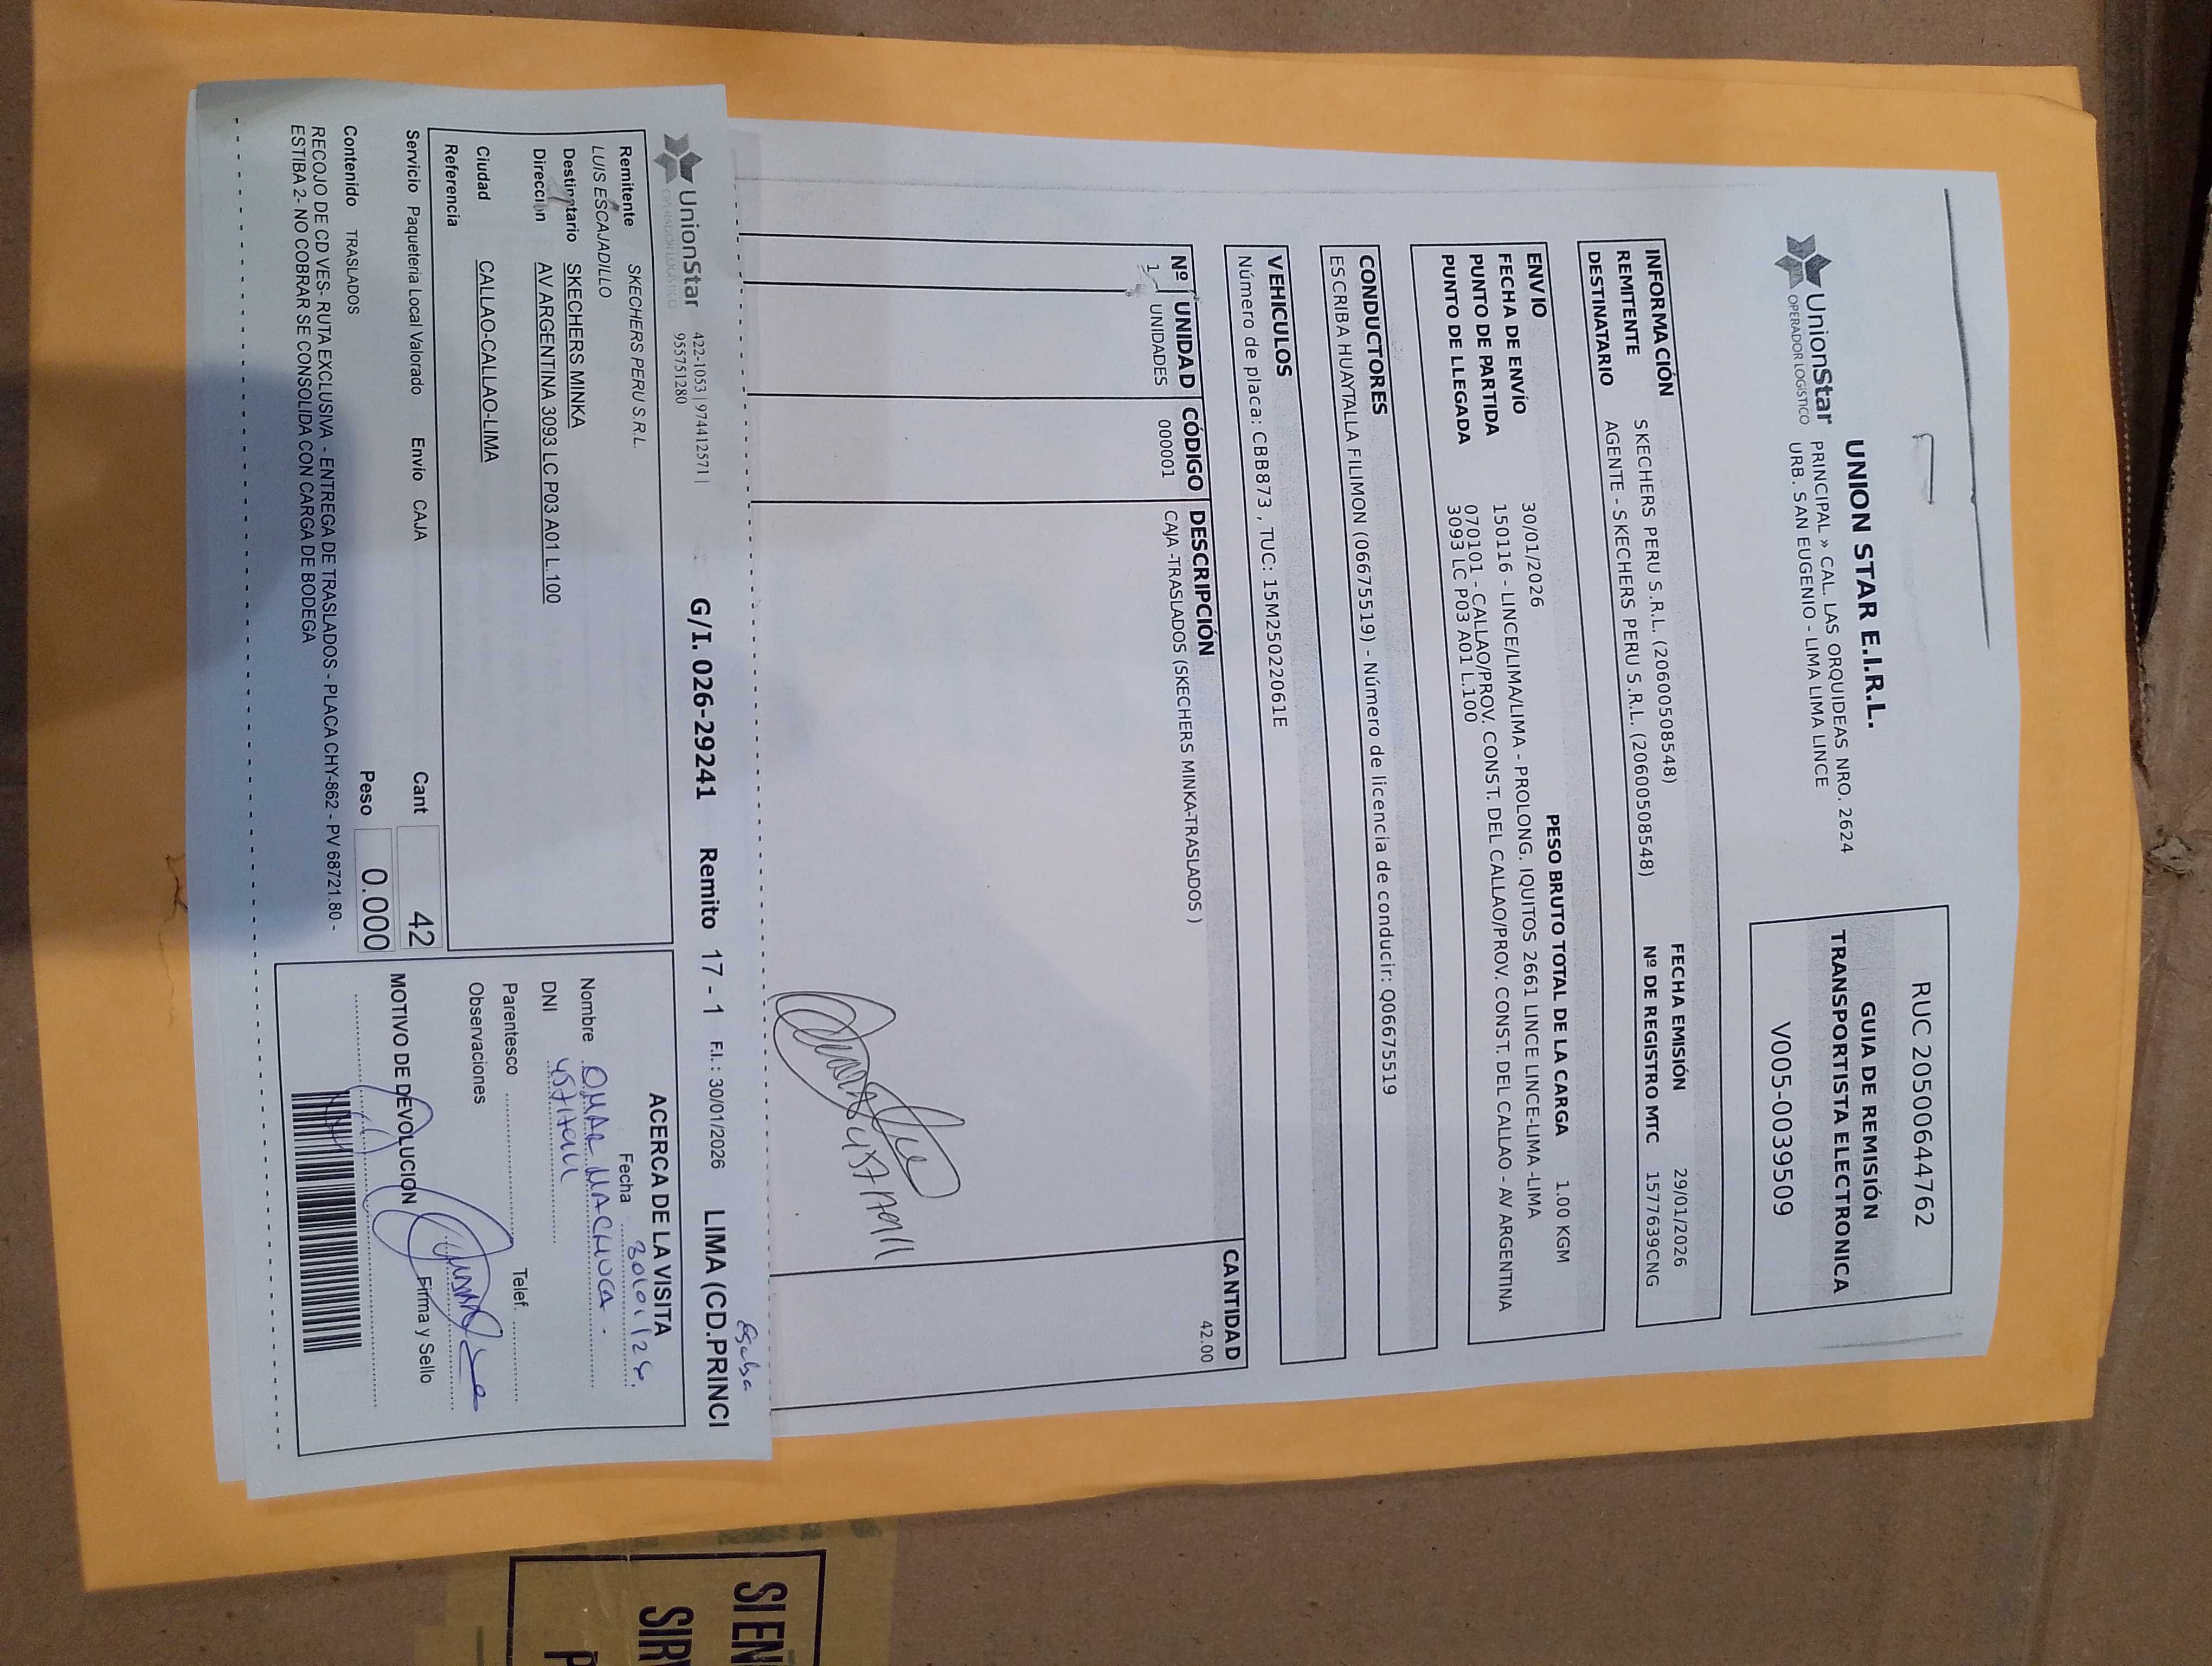 RUC 20500644762
GUIA DE REMISIÓN
TRANSPORTISTA ELECTRONICA
V005-0039509
UnionStar
OPERADOR LOGÍSTICO
UNION STAR E.I.R.L.
PRINCIPAL » CAL. LAS ORQUIDEAS NRO. 2624
URB. SAN EUGENIO - LIMA LIMA LINCE
INFORMACIÓN
REMITENTE SKECHERS PERU S.R.L. (20600508548)
DESTINATARIO AGENTE - SKECHERS PERU S.R.L. (20600508548)
FECHA EMISIÓN 29/01/2026
Nº DE REGISTRO MTC 1577639CNG
ENVIO
FECHA DE ENVÍO 30/01/2026
PESO BRUTO TOTAL DE LA CARGA 1.00 KGM
PUNTO DE PARTIDA 150116 - LINCE/LIMA/LIMA - PROLONG. IQUITOS 2661 LINCE LINCE-LIMA -LIMA
PUNTO DE LLEGADA 070101 - CALLAO/PROV. CONST. DEL CALLAO/PROV. CONST. DEL CALLAO - AV ARGENTINA
3093 LC P03 A01 L.100
CONDUCTORES
ESCRIBA HUAYTALLA FILIMON (06675519) - Número de licencia de conducir: Q06675519
VEHICULOS
Número de placa: CBB873 , TUC: 15M25022061E
Nº UNIDAD CÓDIGO DESCRIPCIÓN CANTIDAD
1 UNIDADES 000001 CAJA -TRASLADOS (SKECHERS MINKA-TRASLADOS ) 42.00
UnionStar
OPERADOR LOGÍSTICO
422-1053 | 974412571 |
955751280
G/I. 026-29241 Remito 17 - 1 F.I.: 30/01/2026 LIMA (CD.PRINCI
Remitente SKECHERS PERU S.R.L.
LUIS ESCAJADILLO
Destinatario SKECHERS MINKA
Dirección AV ARGENTINA 3093 LC P03 A01 L.100
Ciudad CALLAO-CALLAO-LIMA
Referencia
Servicio Paqueteria Local Valorado Envío CAJA Cant 42
Peso 0.000
Contenido TRASLADOS
RECOJO DE CD VES- RUTA EXCLUSIVA - ENTREGA DE TRASLADOS - PLACA CHY-862 - PV 68721.80 -
ESTIBA 2- NO COBRAR SE CONSOLIDA CON CARGA DE BODEGA
ACERCA DE LA VISITA
Fecha
Nombre OMAR MACHUCA -
DNI
Parentesco Telef.
Observaciones
Firma y Sello
MOTIVO DE DEVOLUCION
SI EN
SIR
P